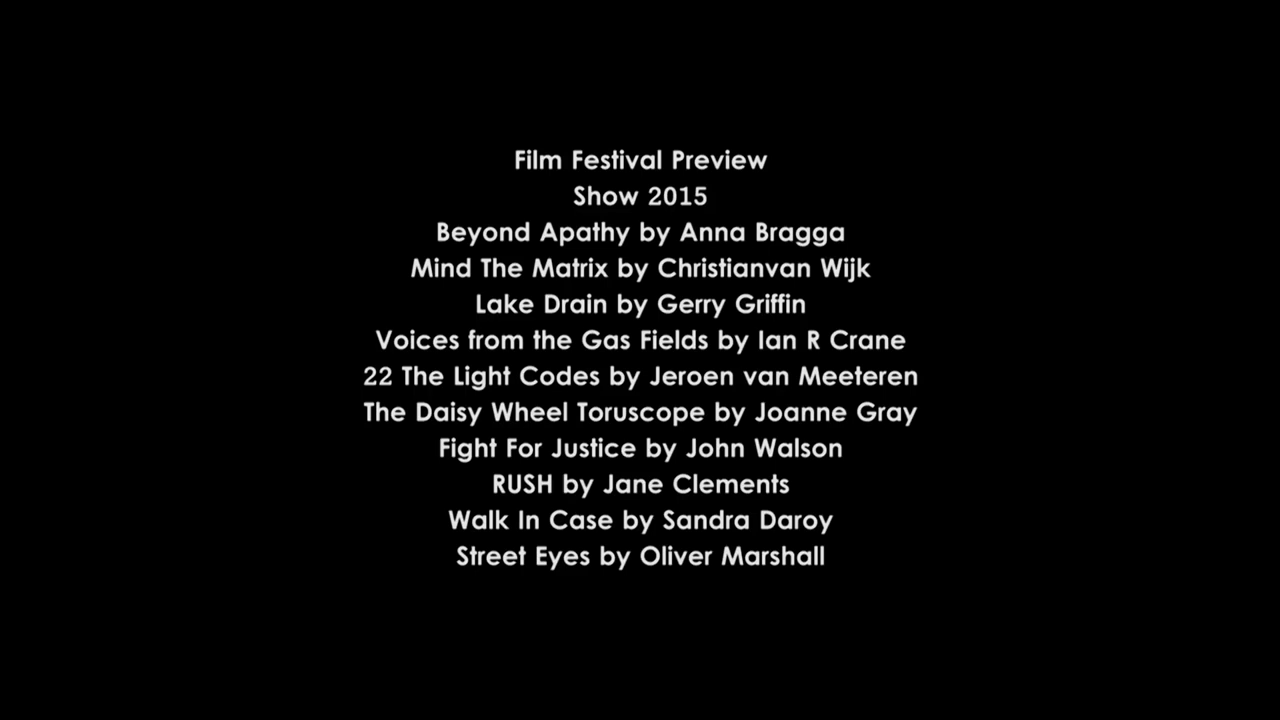 Film Festival Preview
Show 2015
Beyond Apathy by Anna Bragga
Mind The Matrix by Christianvan Wijk
Lake Drain by Gerry Griffin
Voices from the Gas Fields by Ian R Crane
22 The Light Codes by Jeroen van Meeteren
The Daisy Wheel Toruscope by Joanne Gray
Fight For Justice by John Walson
RUSH by Jane Clements
Walk In Case by Sandra Daroy
Street Eyes by Oliver Marshall